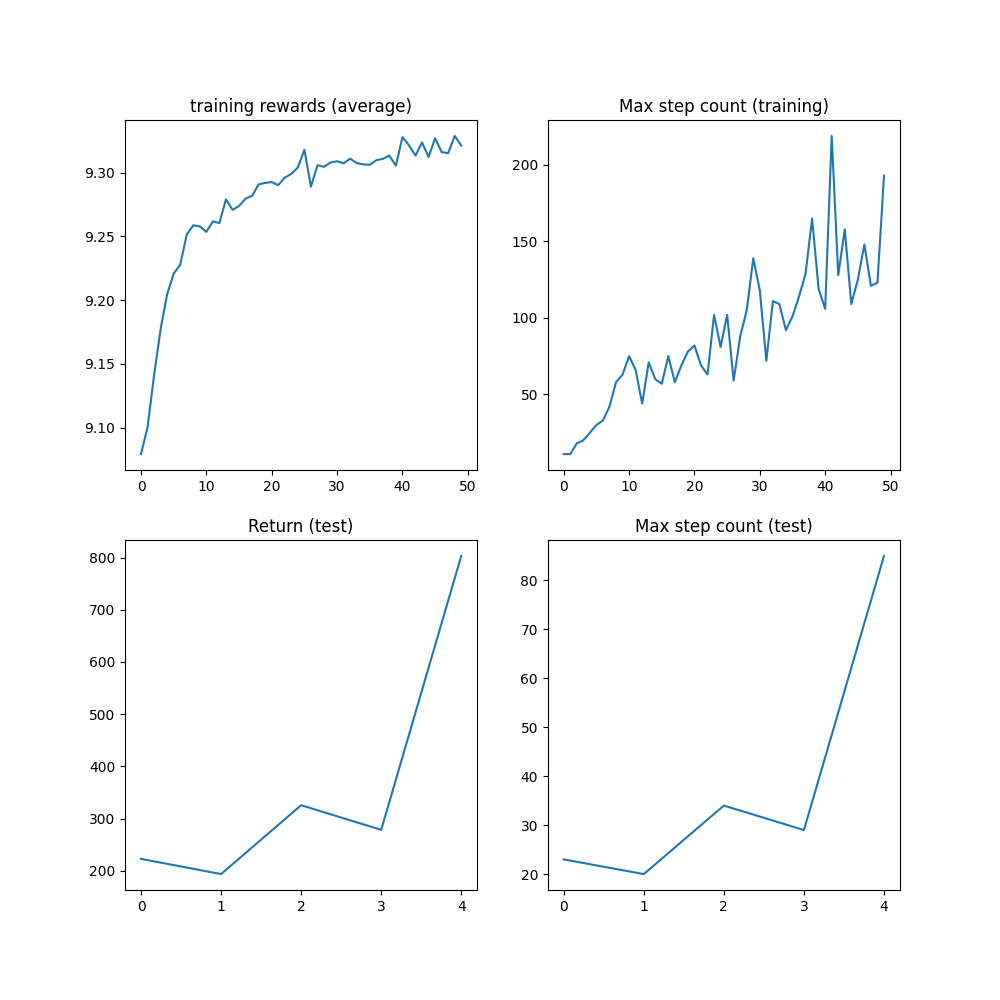 training rewards (average)
9.30
9.25
9.20
9.15
9.10
0 10 20 30 40 50
Max step count (training)
200
150
100
50
0 10 20 30 40 50
Return (test)
800
700
600
500
400
300
200
0 1 2 3 4
Max step count (test)
80
70
60
50
40
30
20
0 1 2 3 4